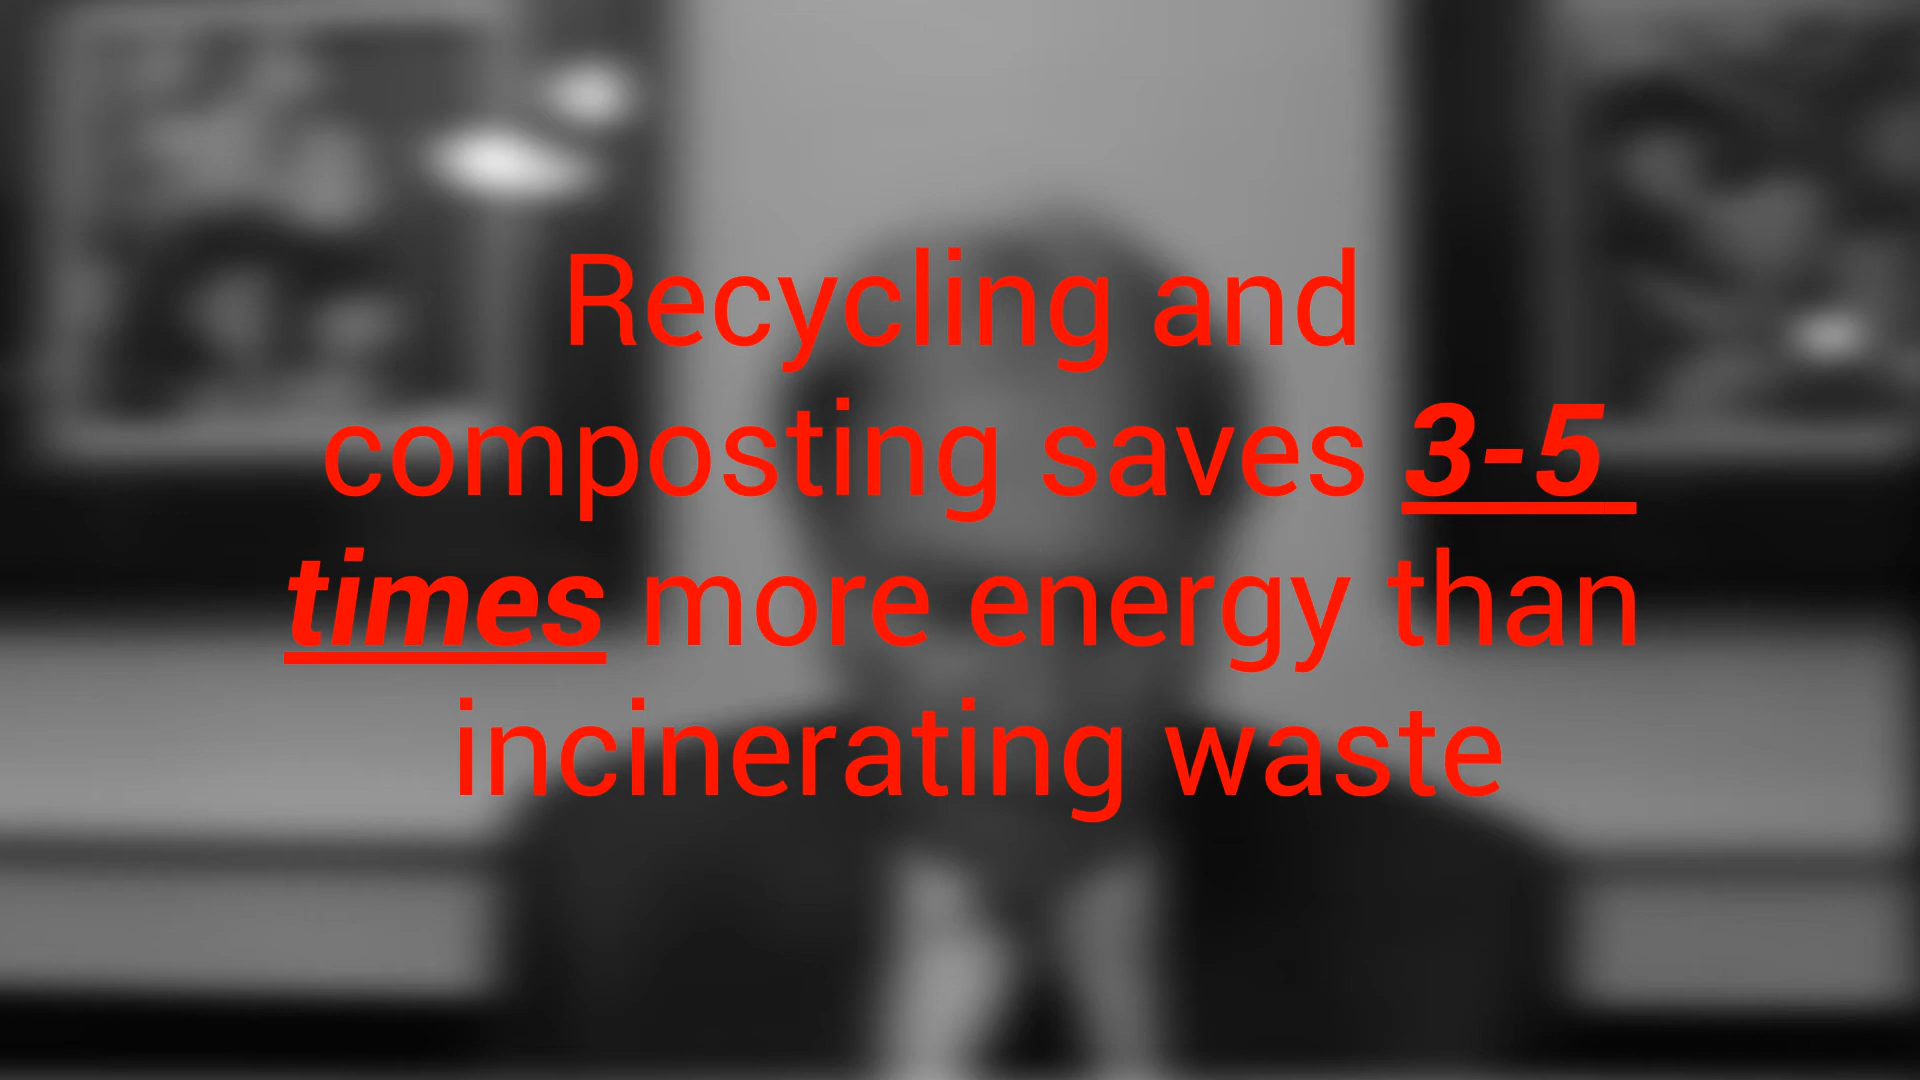 Recycling and
composting saves 3-5
times more energy than
incinerating waste